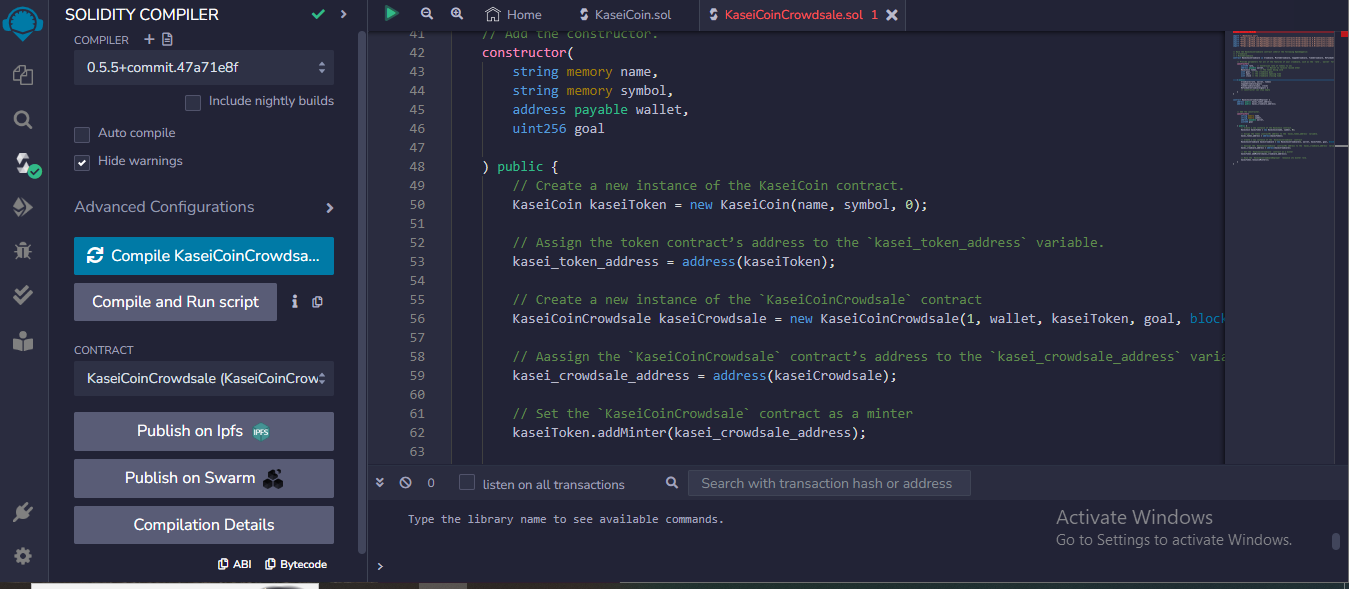 SOLIDITY COMPILER
COMPILER
0.5.5+commit.47a71e8f
Include nightly builds
Auto compile
Hide warnings
Advanced Configurations
Compile KaseiCoinCrowdsa...
Compile and Run script
CONTRACT
KaseiCoinCrowdsale (KaseiCoinCrow
Publish on Ipfs
IPFS
Publish on Swarm
Compilation Details
ABI
Bytecode
Home
KaseiCoin.sol
KaseiCoinCrowdsale.sol 1
41 // Add the constructor.
42 constructor(
43 string memory name,
44 string memory symbol,
45 address payable wallet,
46 uint256 goal
47
48 ) public {
49 // Create a new instance of the KaseiCoin contract.
50 KaseiCoin kaseiToken = new KaseiCoin(name, symbol, 0);
51
52 // Assign the token contract’s address to the `kasei_token_address` variable.
53 kasei_token_address = address(kaseiToken);
54
55 // Create a new instance of the `KaseiCoinCrowdsale` contract
56 KaseiCoinCrowdsale kaseiCrowdsale = new KaseiCoinCrowdsale(1, wallet, kaseiToken, goal, block
57
58 // Aassign the `KaseiCoinCrowdsale` contract’s address to the `kasei_crowdsale_address` varia
59 kasei_crowdsale_address = address(kaseiCrowdsale);
60
61 // Set the `KaseiCoinCrowdsale` contract as a minter
62 kaseiToken.addMinter(kasei_crowdsale_address);
63
0
listen on all transactions
Search with transaction hash or address
Type the library name to see available commands.
>
Activate Windows
Go to Settings to activate Windows.